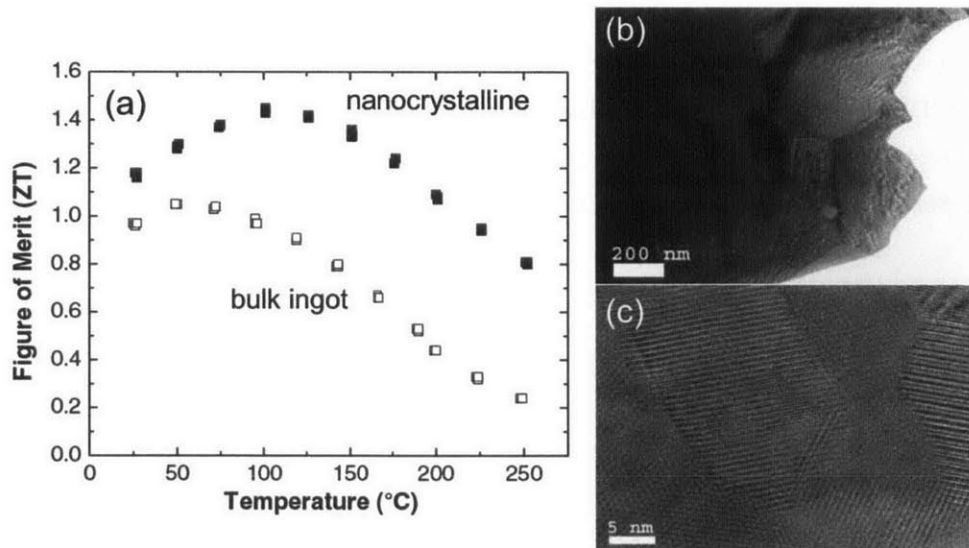 (a)
nanocrystalline
bulk ingot
Figure of Merit (ZT)
1.6
1.4
1.2
1.0
0.8
0.6
0.4
0.2
0.0
0 50 100 150 200 250
Temperature (°C)
(b)
200 nm
(c)
5 nm